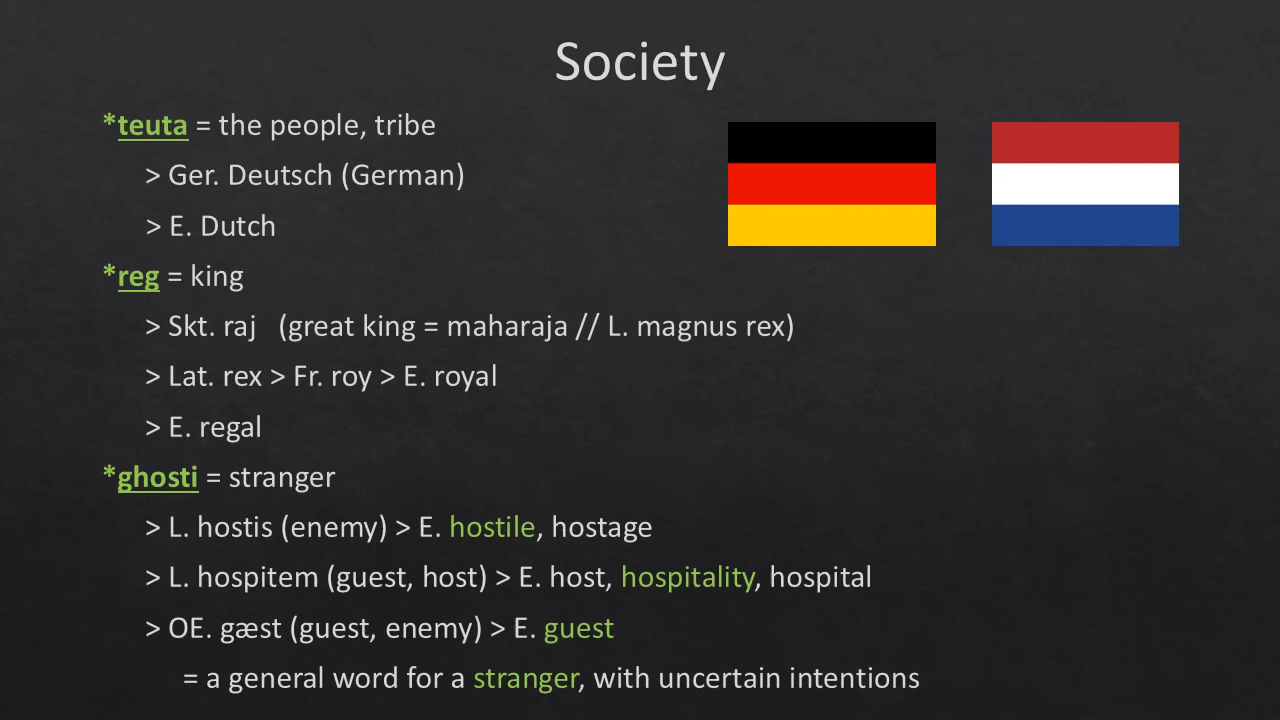 Society
*teuta = the people, tribe
> Ger. Deutsch (German)
> E. Dutch
*reg = king
> Skt. raj (great king = maharaja // L. magnus rex)
> Lat. rex > Fr. roy > E. royal
> E. regal
*ghosti = stranger
> L. hostis (enemy) > E. hostile, hostage
> L. hospitem (guest, host) > E. host, hospitality, hospital
> OE. gæst (guest, enemy) > E. guest
= a general word for a stranger, with uncertain intentions